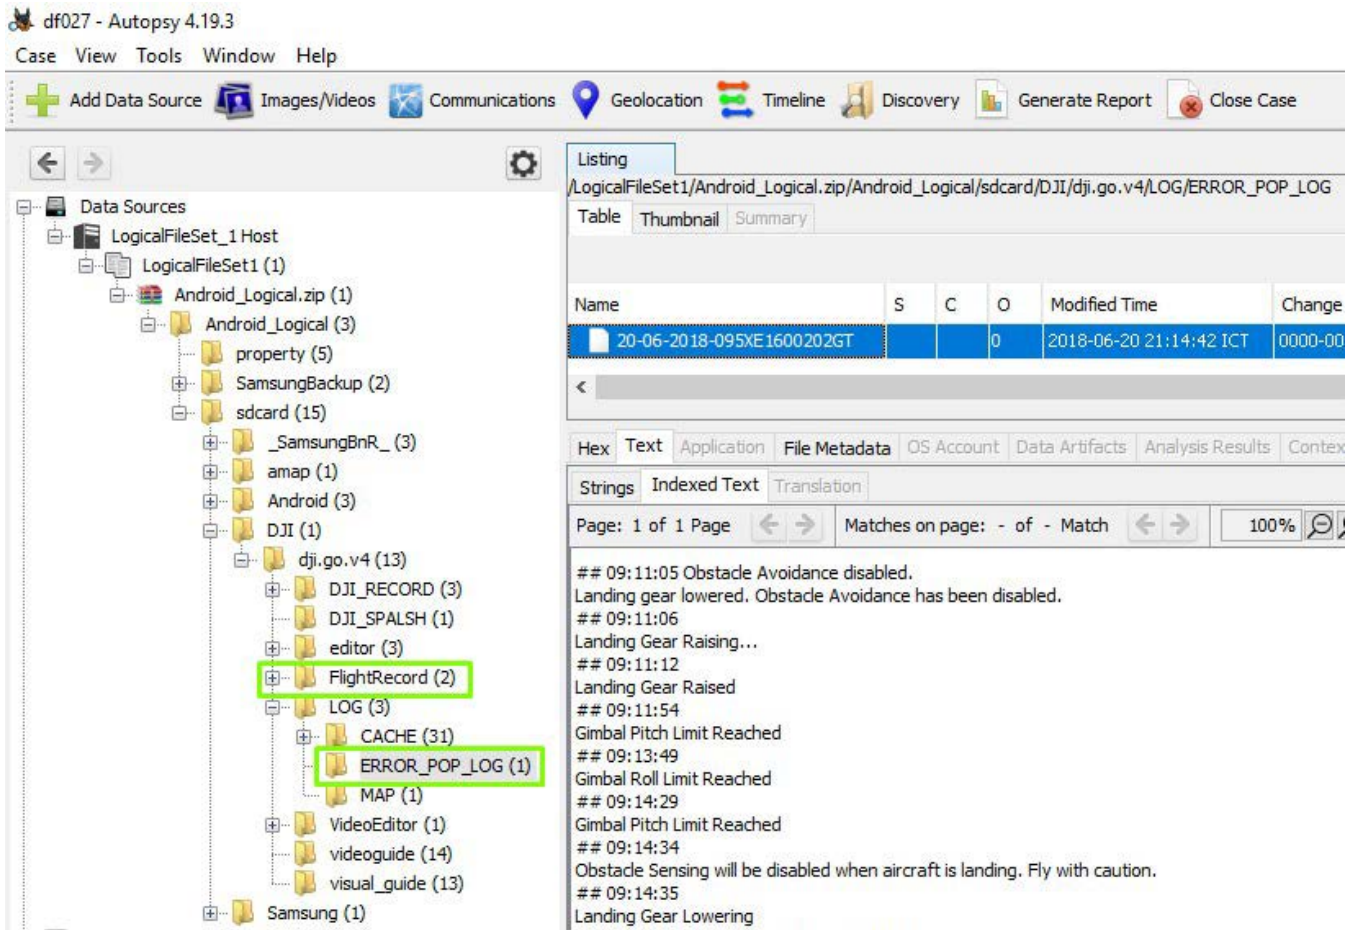 df027 - Autopsy 4.19.3
Case View Tools Window Help
Add Data Source Images/Videos Communications Geolocation Timeline Discovery Generate Report Close Case
Data Sources
LogicalFileSet_1 Host
LogicalFileSet1 (1)
Android_Logical.zip (1)
Android_Logical (3)
property (5)
SamsungBackup (2)
sdcard (15)
_SamsungBnR_ (3)
amap (1)
Android (3)
DJI (1)
dji.go.v4 (13)
DJI_RECORD (3)
DJI_SPALSH (1)
editor (3)
FlightRecord (2)
LOG (3)
CACHE (31)
ERROR_POP_LOG (1)
MAP (1)
VideoEditor (1)
videoguide (14)
visual_guide (13)
Samsung (1)
Listing
/LogicalFileSet1/Android_Logical.zip/Android_Logical/sdcard/DJI/dji.go.v4/LOG/ERROR_POP_LOG
Table Thumbnail Summary
Name S C O Modified Time Change
20-06-2018-095XE1600202GT 0 2018-06-20 21:14:42 ICT 0000-00
Hex Text Application File Metadata OS Account Data Artifacts Analysis Results Contex
Strings Indexed Text Translation
Page: 1 of 1 Page Matches on page: - of - Match 100%
## 09:11:05 Obstacle Avoidance disabled.
Landing gear lowered. Obstacle Avoidance has been disabled.
## 09:11:06
Landing Gear Raising...
## 09:11:12
Landing Gear Raised
## 09:11:54
Gimbal Pitch Limit Reached
## 09:13:49
Gimbal Roll Limit Reached
## 09:14:29
Gimbal Pitch Limit Reached
## 09:14:34
Obstacle Sensing will be disabled when aircraft is landing. Fly with caution.
## 09:14:35
Landing Gear Lowering